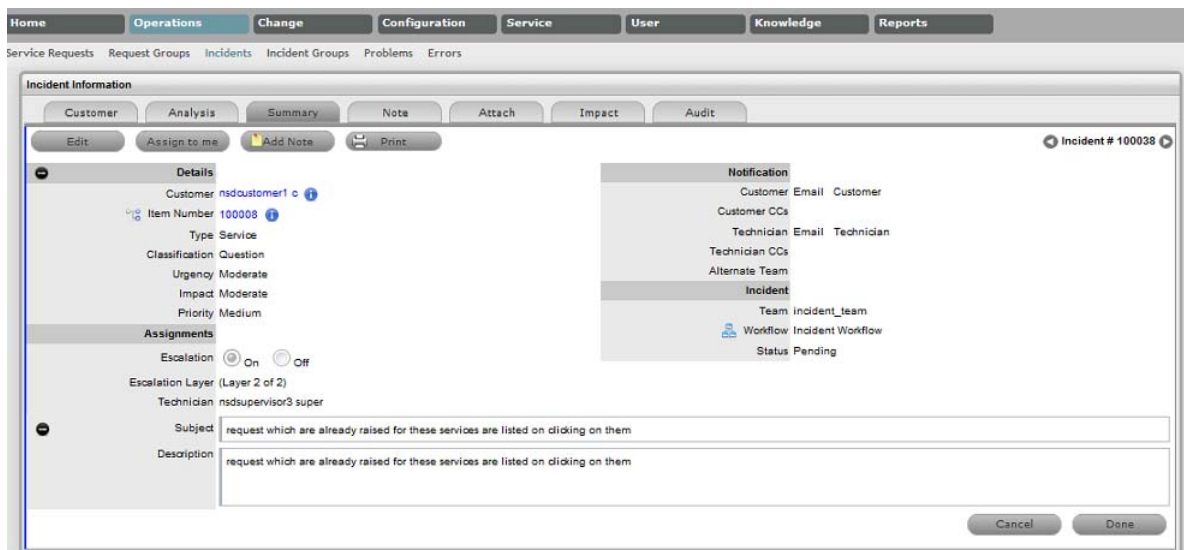 Home Operations Change Configuration Service User Knowledge Reports
Service Requests Request Groups Incidents Incident Groups Problems Errors
Incident Information
Customer Analysis Summary Note Attach Impact Audit
Edit Assign to me Add Note Print Incident # 100038
Details
Customer nsdcustomer1 c
Item Number 100008
Type Service
Classification Question
Urgency Moderate
Impact Moderate
Priority Medium
Assignments
Escalation On Off
Escalation Layer (Layer 2 of 2)
Technician nsdsupervisor3 super
Notification
Customer Email Customer
Customer CCs
Technician Email Technician
Technician CCs
Alternate Team
Incident
Team incident_team
Workflow Incident Workflow
Status Pending
Subject request which are already raised for these services are listed on clicking on them
Description request which are already raised for these services are listed on clicking on them
Cancel Done